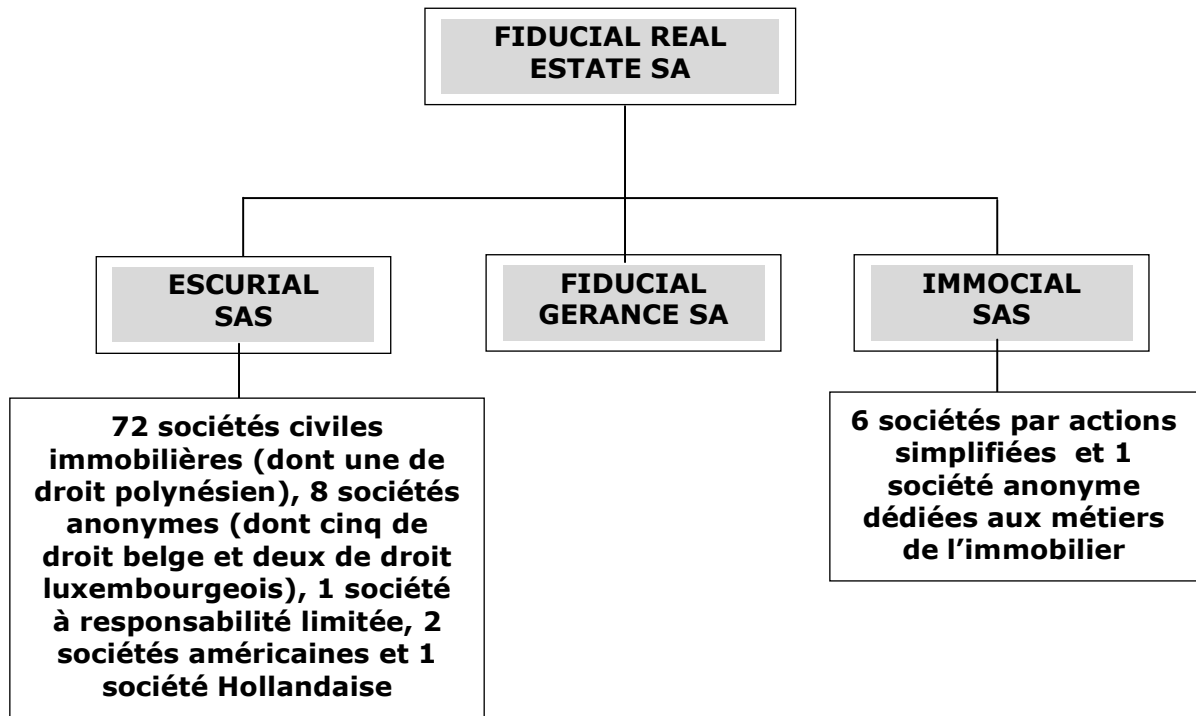 FIDUCIAL REAL
ESTATE SA
ESCURIAL
SAS
FIDUCIAL
GERANCE SA
IMMOCIAL
SAS
72 sociétés civiles
immobilières (dont une de
droit polynésien), 8 sociétés
anonymes (dont cinq de
droit belge et deux de droit
luxembourgeois), 1 société
à responsabilité limitée, 2
sociétés américaines et 1
société Hollandaise
6 sociétés par actions
simplifiées et 1
société anonyme
dédiées aux métiers
de l’immobilier